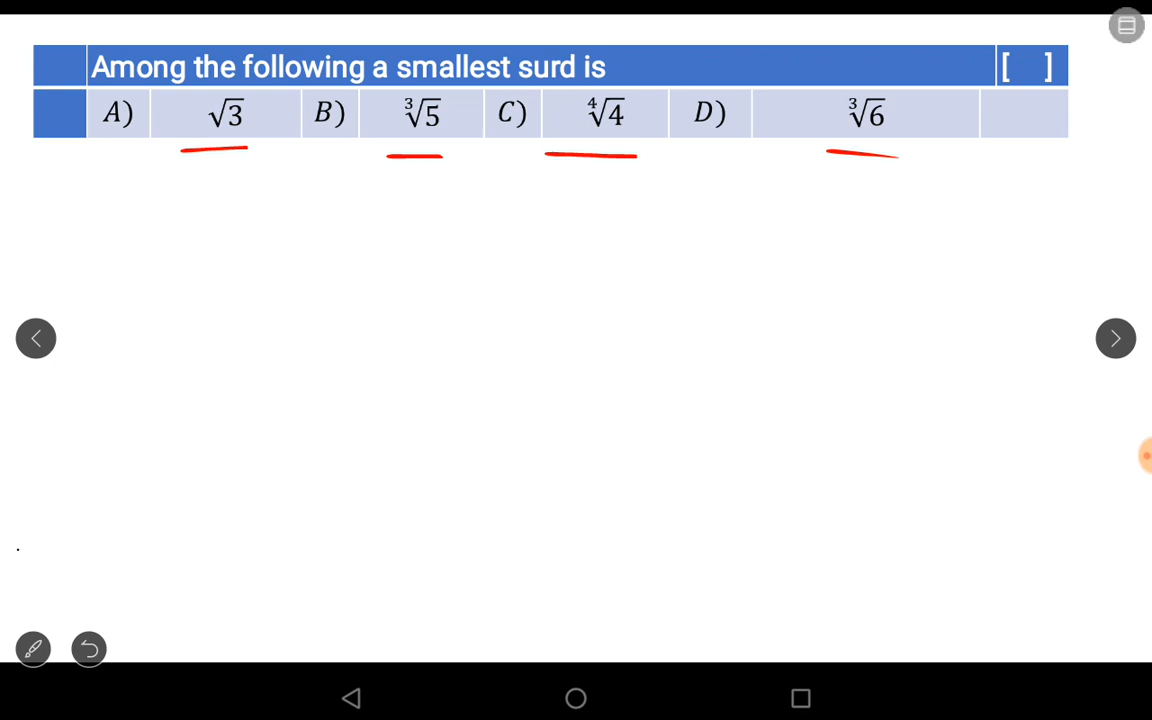 Among the following a smallest surd is [ ]
A) √3 B) ∛5 C) ∜4 D) ∛6